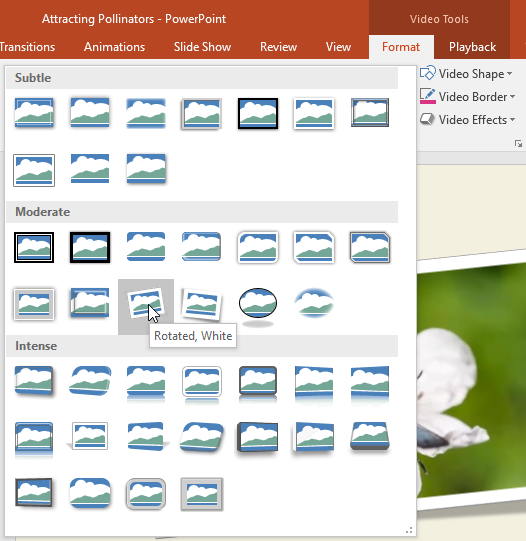 Attracting Pollinators - PowerPoint
Video Tools
Transitions Animations Slide Show Review View Format Playback
Subtle
Video Shape
Video Border
Video Effects
Moderate
Rotated, White
Intense